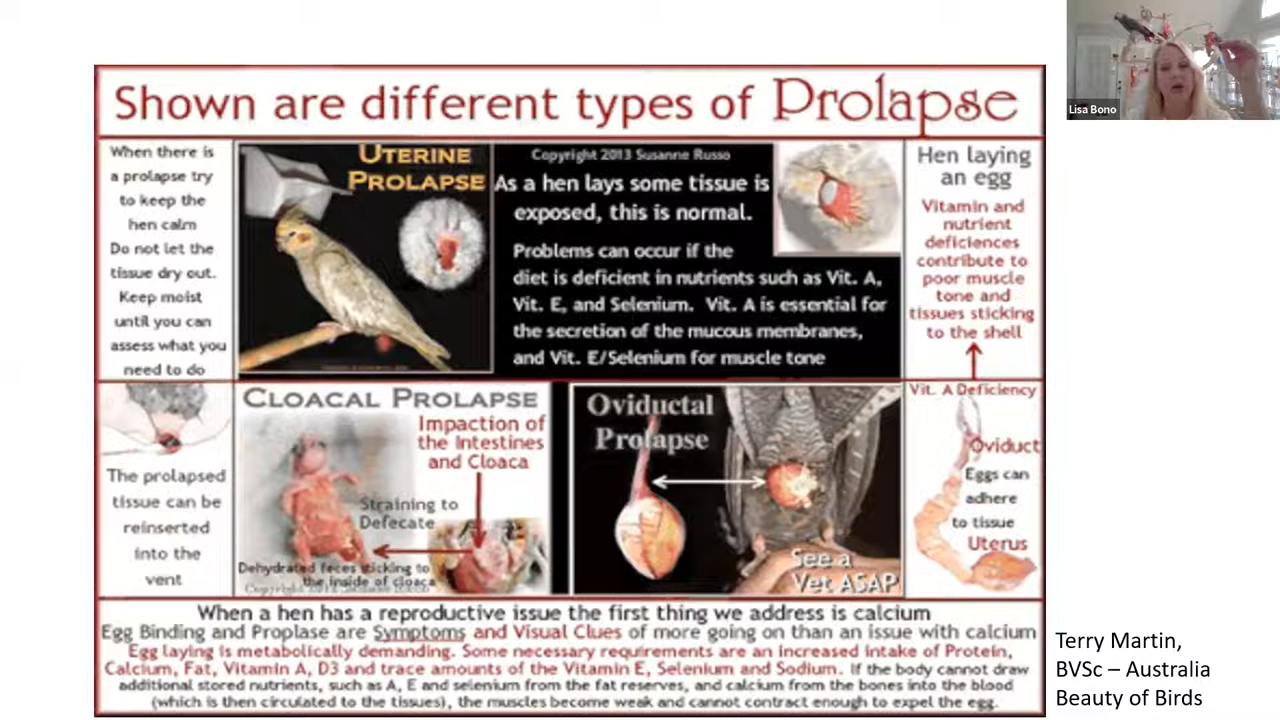 Shown are different types of Prolapse
When there is
a prolapse try
to keep the
hen calm
Do not let the
tissue dry out.
Keep moist
until you can
assess what you
need to do
UTERINE
PROLAPSE
Copyright 2013 Susanne Russo
As a hen lays some tissue is
exposed, this is normal.
Problems can occur if the
diet is deficient in nutrients such as Vit. A,
Vit. E, and Selenium. Vit. A is essential for
the secretion of the mucous membranes,
and Vit. E/Selenium for muscle tone
Hen laying
an egg
Vitamin and
nutrient
deficiences
contribute to
poor muscle
tone and
tissues sticking
to the shell
The prolapsed
tissue can be
reinserted
into the
vent
CLOACAL PROLAPSE
Impaction of
the Intestines
and Cloaca
Straining to
Defecate
Dehydrated feces sticking to
the inside of cloaca
Oviductal
Prolapse
See a
Vet ASAP
Vit. A Deficiency
Oviduct
Eggs can
adhere
to tissue
Uterus
When a hen has a reproductive issue the first thing we address is calcium
Egg Binding and Proplase are Symptoms and Visual Clues of more going on than an issue with calcium
Egg laying is metabolically demanding. Some necessary requirements are an increased intake of Protein,
Calcium, Fat, Vitamin A, D3 and trace amounts of the Vitamin E, Selenium and Sodium. If the body cannot draw
additional stored nutrients, such as A, E and selenium from the fat reserves, and calcium from the bones into the blood
(which is then circulated to the tissues), the muscles become weak and cannot contract enough to expel the egg.
Lisa Bono
Terry Martin,
BVSc – Australia
Beauty of Birds